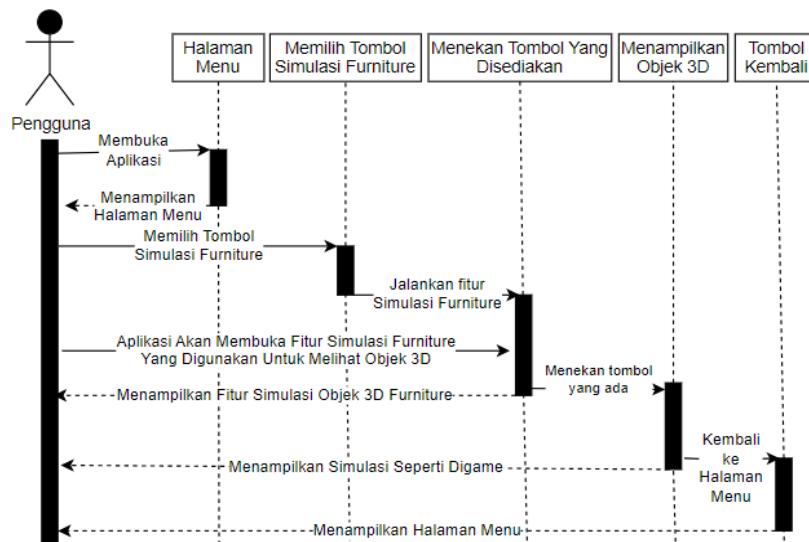 Halaman
Menu
Memilih Tombol
Simulasi Furniture
Menekan Tombol Yang
Disediakan
Menampilkan
Objek 3D
Tombol
Kembali
Pengguna
Membuka
Aplikasi
Menampilkan
Halaman Menu
Memilih Tombol
Simulasi Furniture
Jalankan fitur
Simulasi Furniture
Aplikasi Akan Membuka Fitur Simulasi Furniture
Yang Digunakan Untuk Melihat Objek 3D
Menekan tombol
yang ada
Menampilkan Fitur Simulasi Objek 3D Furniture
Kembali
ke
Halaman
Menu
Menampilkan Simulasi Seperti Digame
Menampilkan Halaman Menu